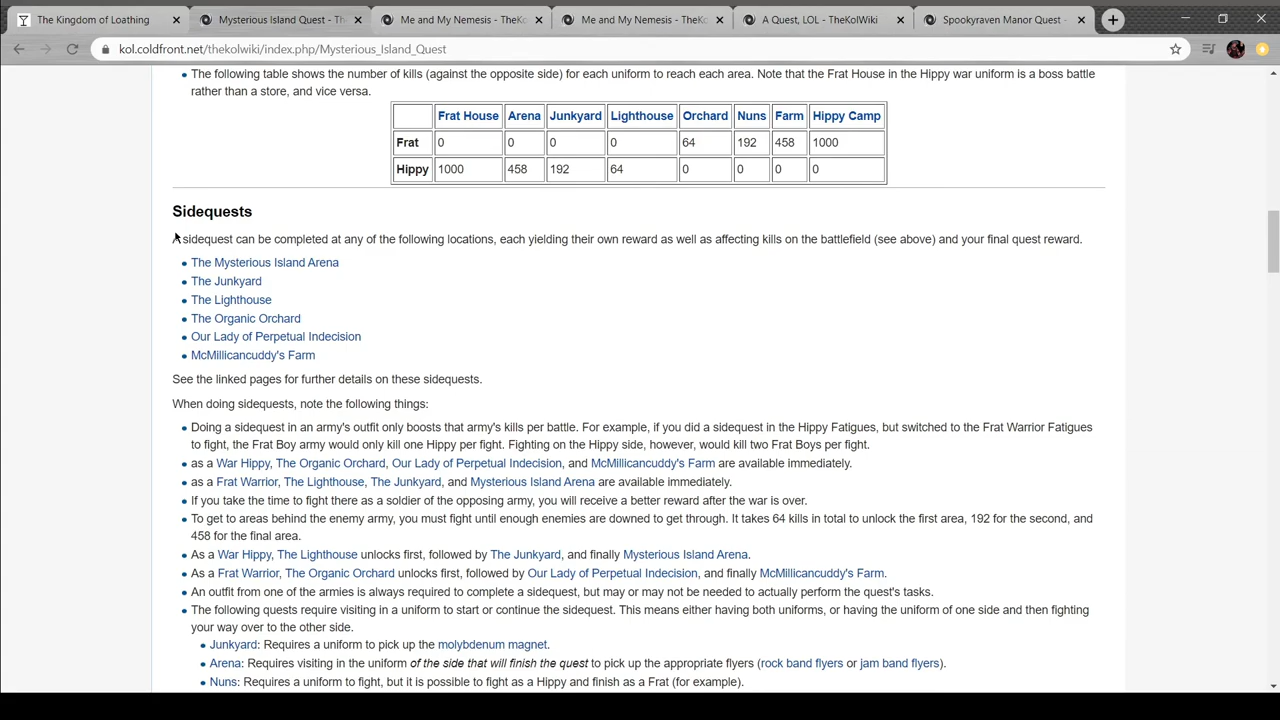 The Kingdom of Loathing
Mysterious Island Quest - Th
Me and My Nemesis - TheKo
Me and My Nemesis - TheKo
A Quest, LOL - TheKolWiki
Spookyraven Manor Quest -
kol.coldfront.net/thekolwiki/index.php/Mysterious_Island_Quest
The following table shows the number of kills (against the opposite side) for each uniform to reach each area. Note that the Frat House in the Hippy war uniform is a boss battle
rather than a store, and vice versa.
Frat House Arena Junkyard Lighthouse Orchard Nuns Farm Hippy Camp
Frat 0 0 0 0 64 192 458 1000
Hippy 1000 458 192 64 0 0 0 0
Sidequests
A sidequest can be completed at any of the following locations, each yielding their own reward as well as affecting kills on the battlefield (see above) and your final quest reward.
The Mysterious Island Arena
The Junkyard
The Lighthouse
The Organic Orchard
Our Lady of Perpetual Indecision
McMillicancuddy's Farm
See the linked pages for further details on these sidequests.
When doing sidequests, note the following things:
Doing a sidequest in an army's outfit only boosts that army's kills per battle. For example, if you did a sidequest in the Hippy Fatigues, but switched to the Frat Warrior Fatigues
to fight, the Frat Boy army would only kill one Hippy per fight. Fighting on the Hippy side, however, would kill two Frat Boys per fight.
as a War Hippy, The Organic Orchard, Our Lady of Perpetual Indecision, and McMillicancuddy's Farm are available immediately.
as a Frat Warrior, The Lighthouse, The Junkyard, and Mysterious Island Arena are available immediately.
If you take the time to fight there as a soldier of the opposing army, you will receive a better reward after the war is over.
To get to areas behind the enemy army, you must fight until enough enemies are downed to get through. It takes 64 kills in total to unlock the first area, 192 for the second, and
458 for the final area.
As a War Hippy, The Lighthouse unlocks first, followed by The Junkyard, and finally Mysterious Island Arena.
As a Frat Warrior, The Organic Orchard unlocks first, followed by Our Lady of Perpetual Indecision, and finally McMillicancuddy's Farm.
An outfit from one of the armies is always required to complete a sidequest, but may or may not be needed to actually perform the quest's tasks.
The following quests require visiting in a uniform to start or continue the sidequest. This means either having both uniforms, or having the uniform of one side and then fighting
your way over to the other side.
Junkyard: Requires a uniform to pick up the molybdenum magnet.
Arena: Requires visiting in the uniform of the side that will finish the quest to pick up the appropriate flyers (rock band flyers or jam band flyers).
Nuns: Requires a uniform to fight, but it is possible to fight as a Hippy and finish as a Frat (for example).